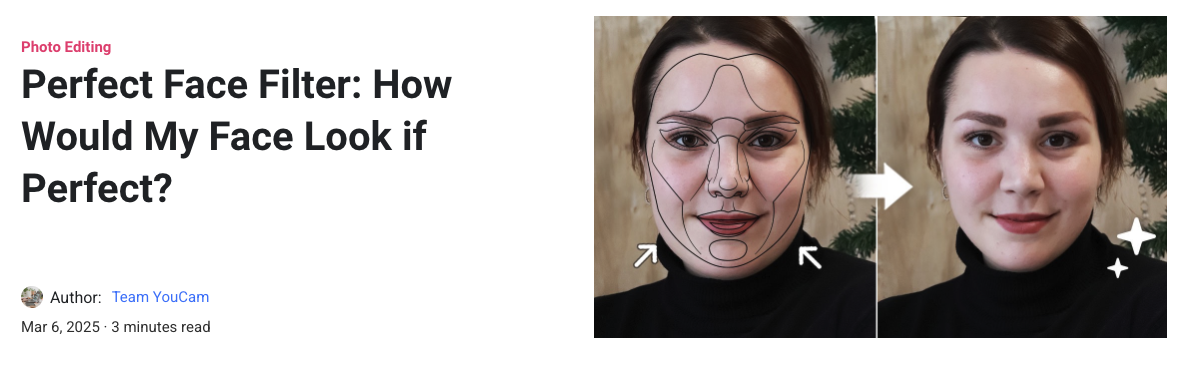 Photo Editing
Perfect Face Filter: How
Would My Face Look if
Perfect?
Author: Team YouCam
Mar 6, 2025 · 3 minutes read